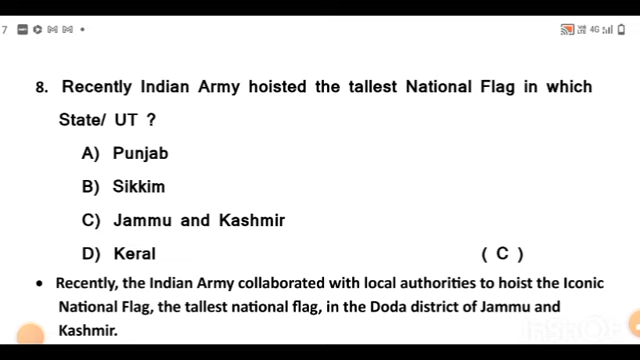 7
4G
8. Recently Indian Army hoisted the tallest National Flag in which
State/ UT ?
A) Punjab
B) Sikkim
C) Jammu and Kashmir
D) Keral ( C )
• Recently, the Indian Army collaborated with local authorities to hoist the Iconic
National Flag, the tallest national flag, in the Doda district of Jammu and
Kashmir.